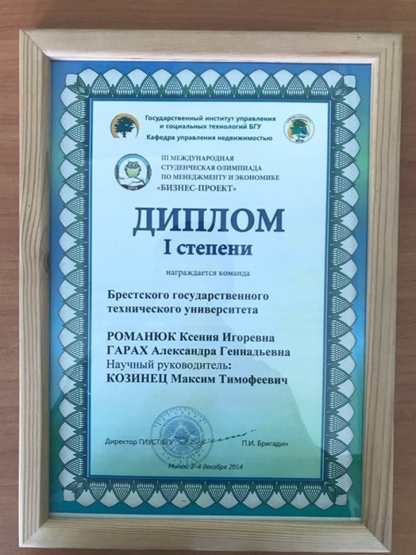 Государственный институт управления
и социальных технологий БГУ
Кафедра управления недвижимостью
III МЕЖДУНАРОДНАЯ
СТУДЕНЧЕСКАЯ ОЛИМПИАДА
ПО МЕНЕДЖМЕНТУ И ЭКОНОМИКЕ
«БИЗНЕС-ПРОЕКТ»
ДИПЛОМ
I степени
награждается команда
Брестского государственного
технического университета
РОМАНЮК Ксения Игоревна
ГАРАХ Александра Геннадьевна
Научный руководитель:
КОЗИНЕЦ Максим Тимофеевич
Директор ГИУСТ БГУ П.И. Бригадин
Минск, 2-4 декабря 2014